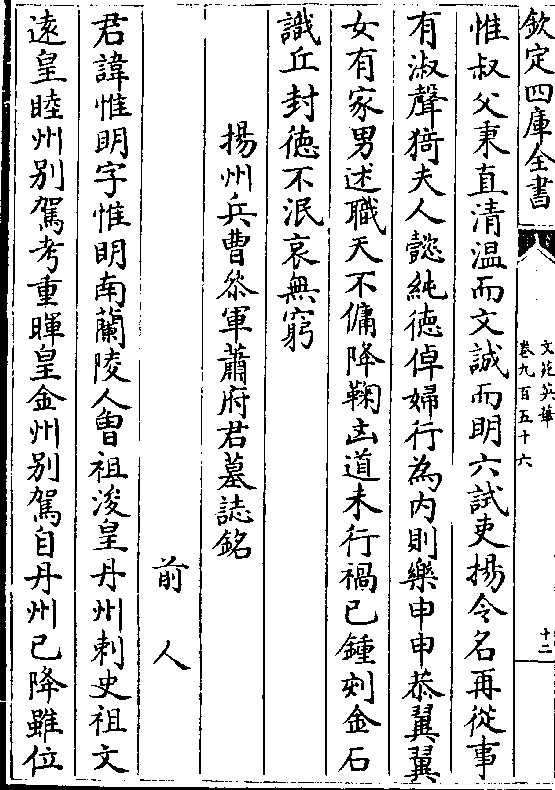 欽定四庫全書
文苑英華
卷九百五十六
十二
惟叔父秉直清温而文誠而明六試吏揚令名再從事
有淑聲猗夫人懿純徳倬婦行為内則樂申申恭翼翼
女有家男述職天不傭降鞠凶道未行禍已鍾刻金石
識丘封徳不泯哀無窮
揚州兵曹叅軍蕭府君墓誌銘
前人
君諱惟明字惟明南蘭陵人曾祖浚皇丹州刺史祖文
逺皇睦州别駕考重暉皇金州别駕自丹州已降雖位